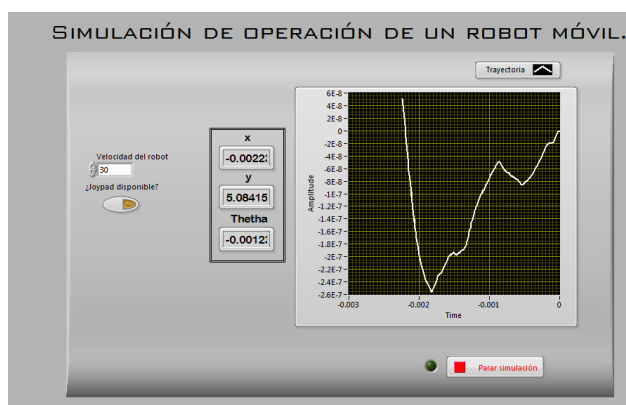 SIMULACIÓN DE OPERACIÓN DE UN ROBOT MÓVIL.
Trayectoria
Velocidad del robot
30
¿Joypad disponible?
x
-0.0022
y
5.08415
Thetha
-0.0012
Amplitude
6E-8
4E-8
2E-8
0
-2E-8
-4E-8
-6E-8
-8E-8
-1E-7
-1.2E-7
-1.4E-7
-1.6E-7
-1.8E-7
-2E-7
-2.2E-7
-2.4E-7
-2.6E-7
-0.003 -0.002 -0.001 0
Time
Parar simulación